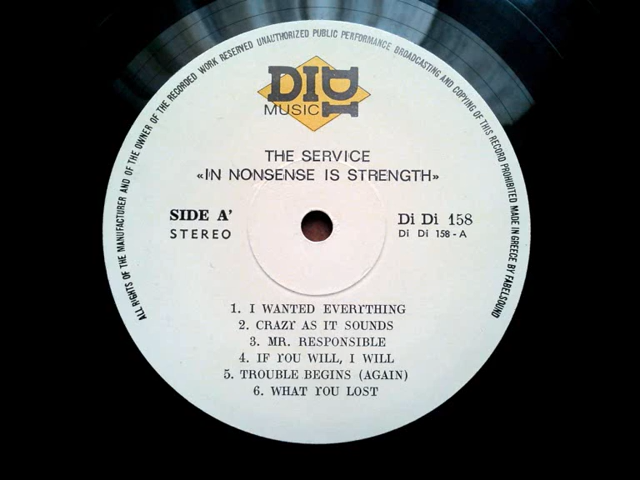 ALL RIGHTS OF THE MANUFACTURER AND OF THE OWNER OF THE RECORDED WORK RESERVED UNAUTHORIZED PUBLIC PERFORMANCE BROADCASTING AND COPYING OF THIS RECORD PROHIBITED MADE IN GREECE BY FABELSOUND
DIDI
MUSIC
THE SERVICE
«IN NONSENSE IS STRENGTH»
SIDE A' Di Di 158
STEREO Di Di 158-A
1. I WANTED EVERYTHING
2. CRAZY AS IT SOUNDS
3. MR. RESPONSIBLE
4. IF YOU WILL, I WILL
5. TROUBLE BEGINS (AGAIN)
6. WHAT YOU LOST